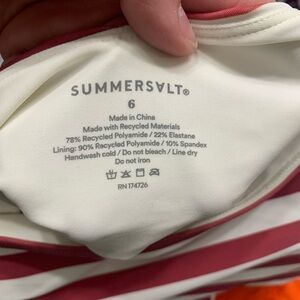 SUMMERSALT®
6
Made in China
Made with Recycled Materials
78% Recycled Polyamide / 22% Elastane
Lining: 90% Recycled Polyamide / 10% Spandex
Handwash cold / Do not bleach / Line dry
Do not iron
RN 174726